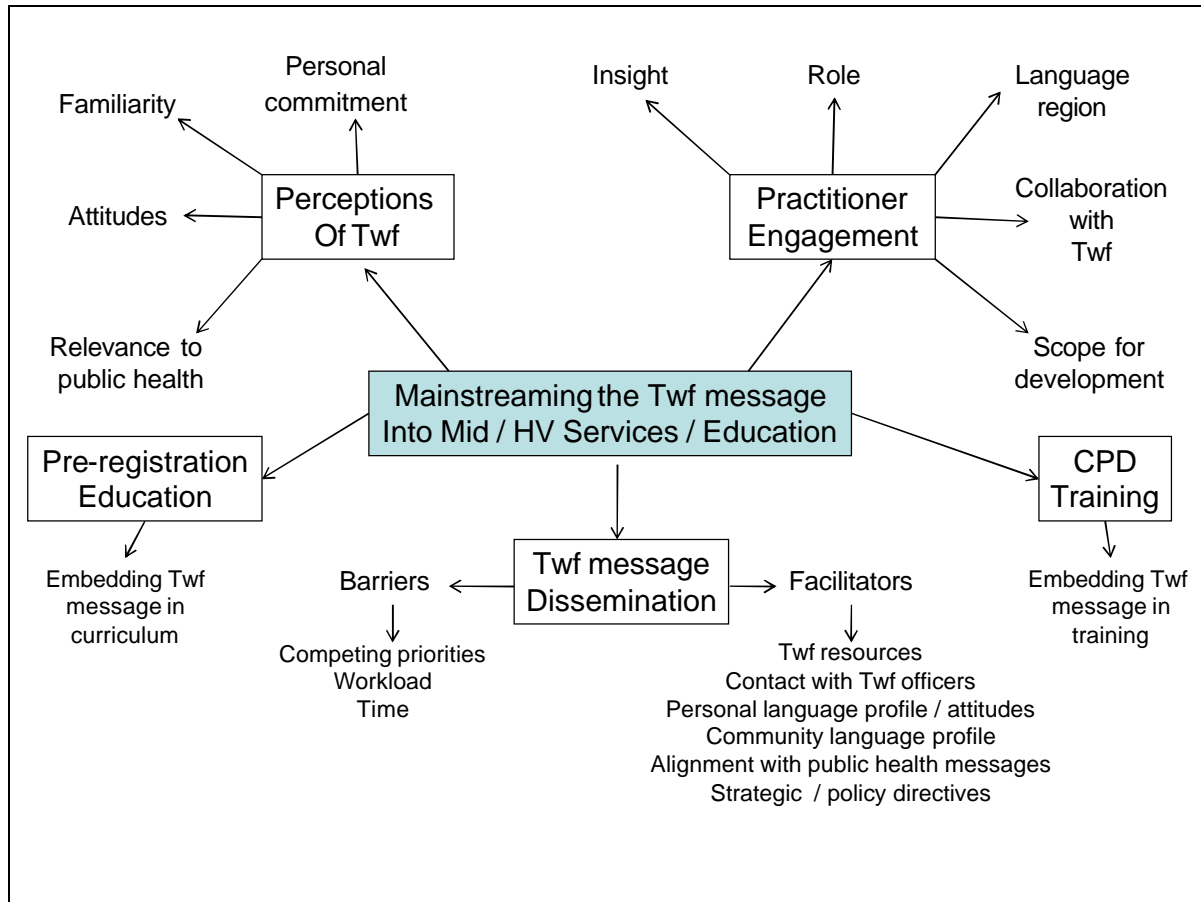 Familiarity
Personal
commitment
Attitudes
Perceptions
Of Twf
Relevance to
public health
Insight
Role
Language
region
Practitioner
Engagement
Collaboration
with
Twf
Scope for
development
Mainstreaming the Twf message
Into Mid / HV Services / Education
Pre-registration
Education
Embedding Twf
message in
curriculum
Twf message
Dissemination
Barriers
Competing priorities
Workload
Time
Facilitators
Twf resources
Contact with Twf officers
Personal language profile / attitudes
Community language profile
Alignment with public health messages
Strategic / policy directives
CPD
Training
Embedding Twf
message in
training